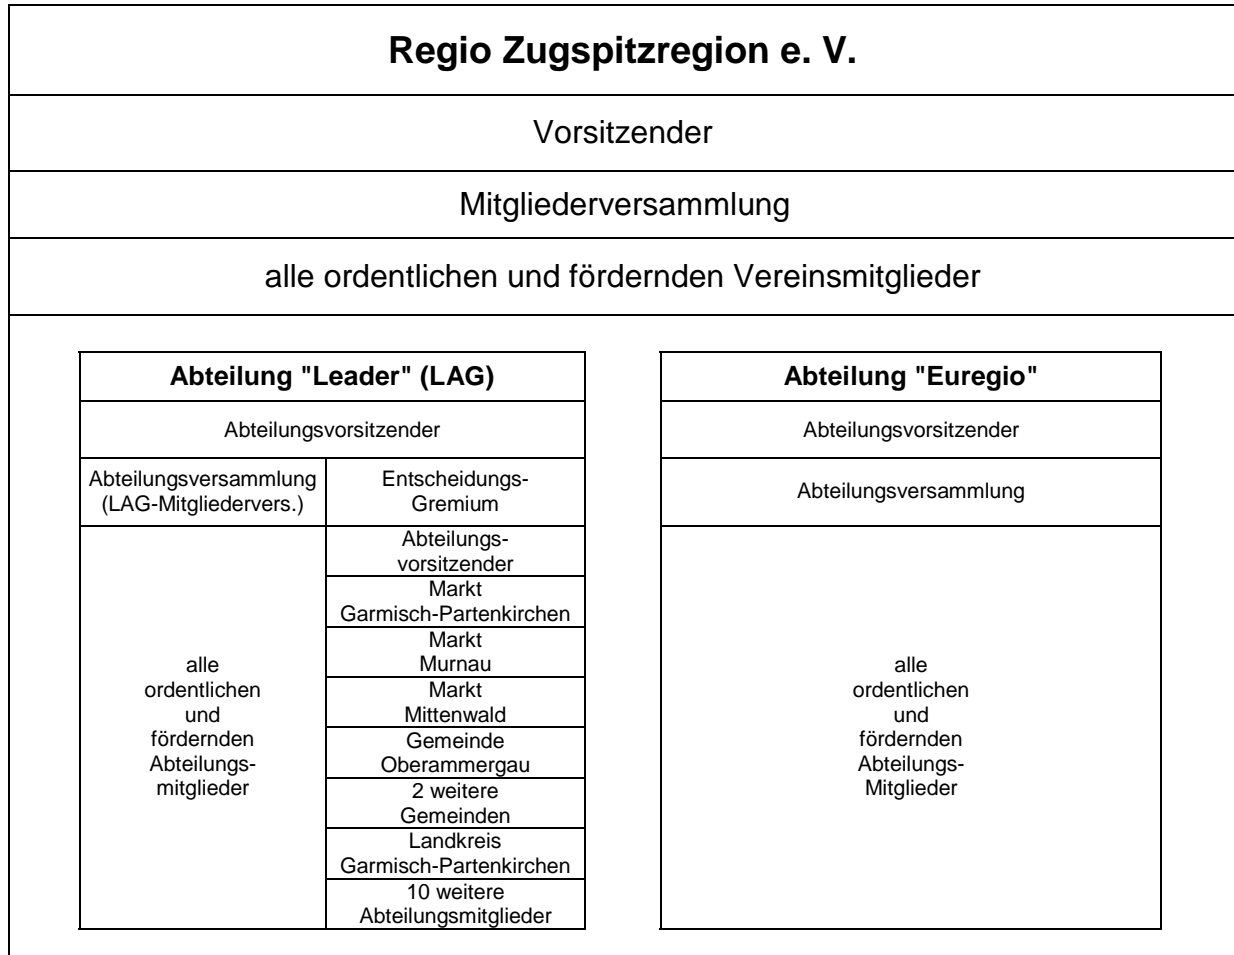 Regio Zugspitzregion e. V.
Vorsitzender
Mitgliederversammlung
alle ordentlichen und fördernden Vereinsmitglieder
Abteilung "Leader" (LAG)
Abteilungsvorsitzender
Abteilungsversammlung
(LAG-Mitgliedervers.)
Entscheidungs-
Gremium
alle
ordentlichen
und
fördernden
Abteilungs-
mitglieder
Abteilungs-
vorsitzender
Markt
Garmisch-Partenkirchen
Markt
Murnau
Markt
Mittenwald
Gemeinde
Oberammergau
2 weitere
Gemeinden
Landkreis
Garmisch-Partenkirchen
10 weitere
Abteilungsmitglieder
Abteilung "Euregio"
Abteilungsvorsitzender
Abteilungsversammlung
alle
ordentlichen
und
fördernden
Abteilungs-
Mitglieder